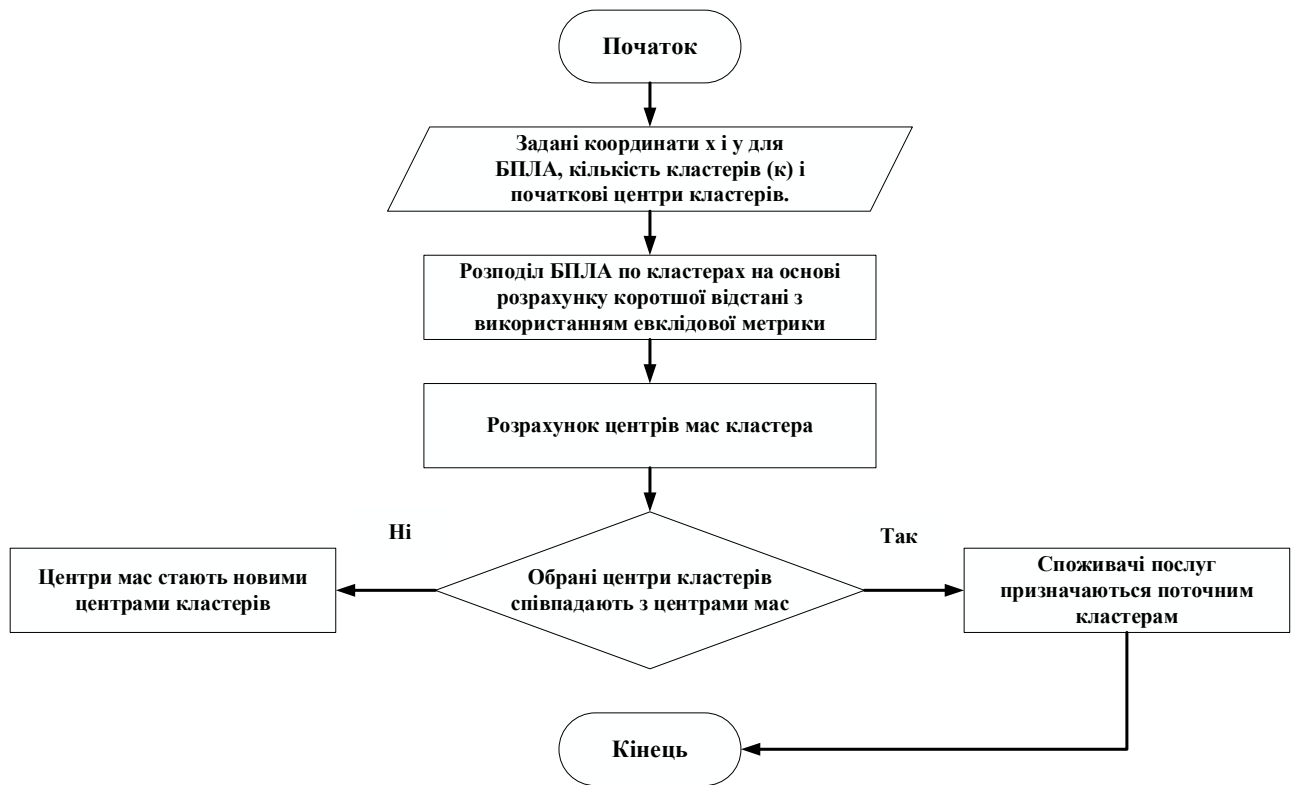 Початок
Задані координати х і у для
БПЛА, кількість кластерів (к) і
початкові центри кластерів.
Розподіл БПЛА по кластерах на основі
розрахунку коротшої відстані з
використанням евклідової метрики
Розрахунок центрів мас кластера
Ні
Так
Центри мас стають новими
центрами кластерів
Обрані центри кластерів
співпадають з центрами мас
Споживачі послуг
призначаються поточним
кластерам
Кінець